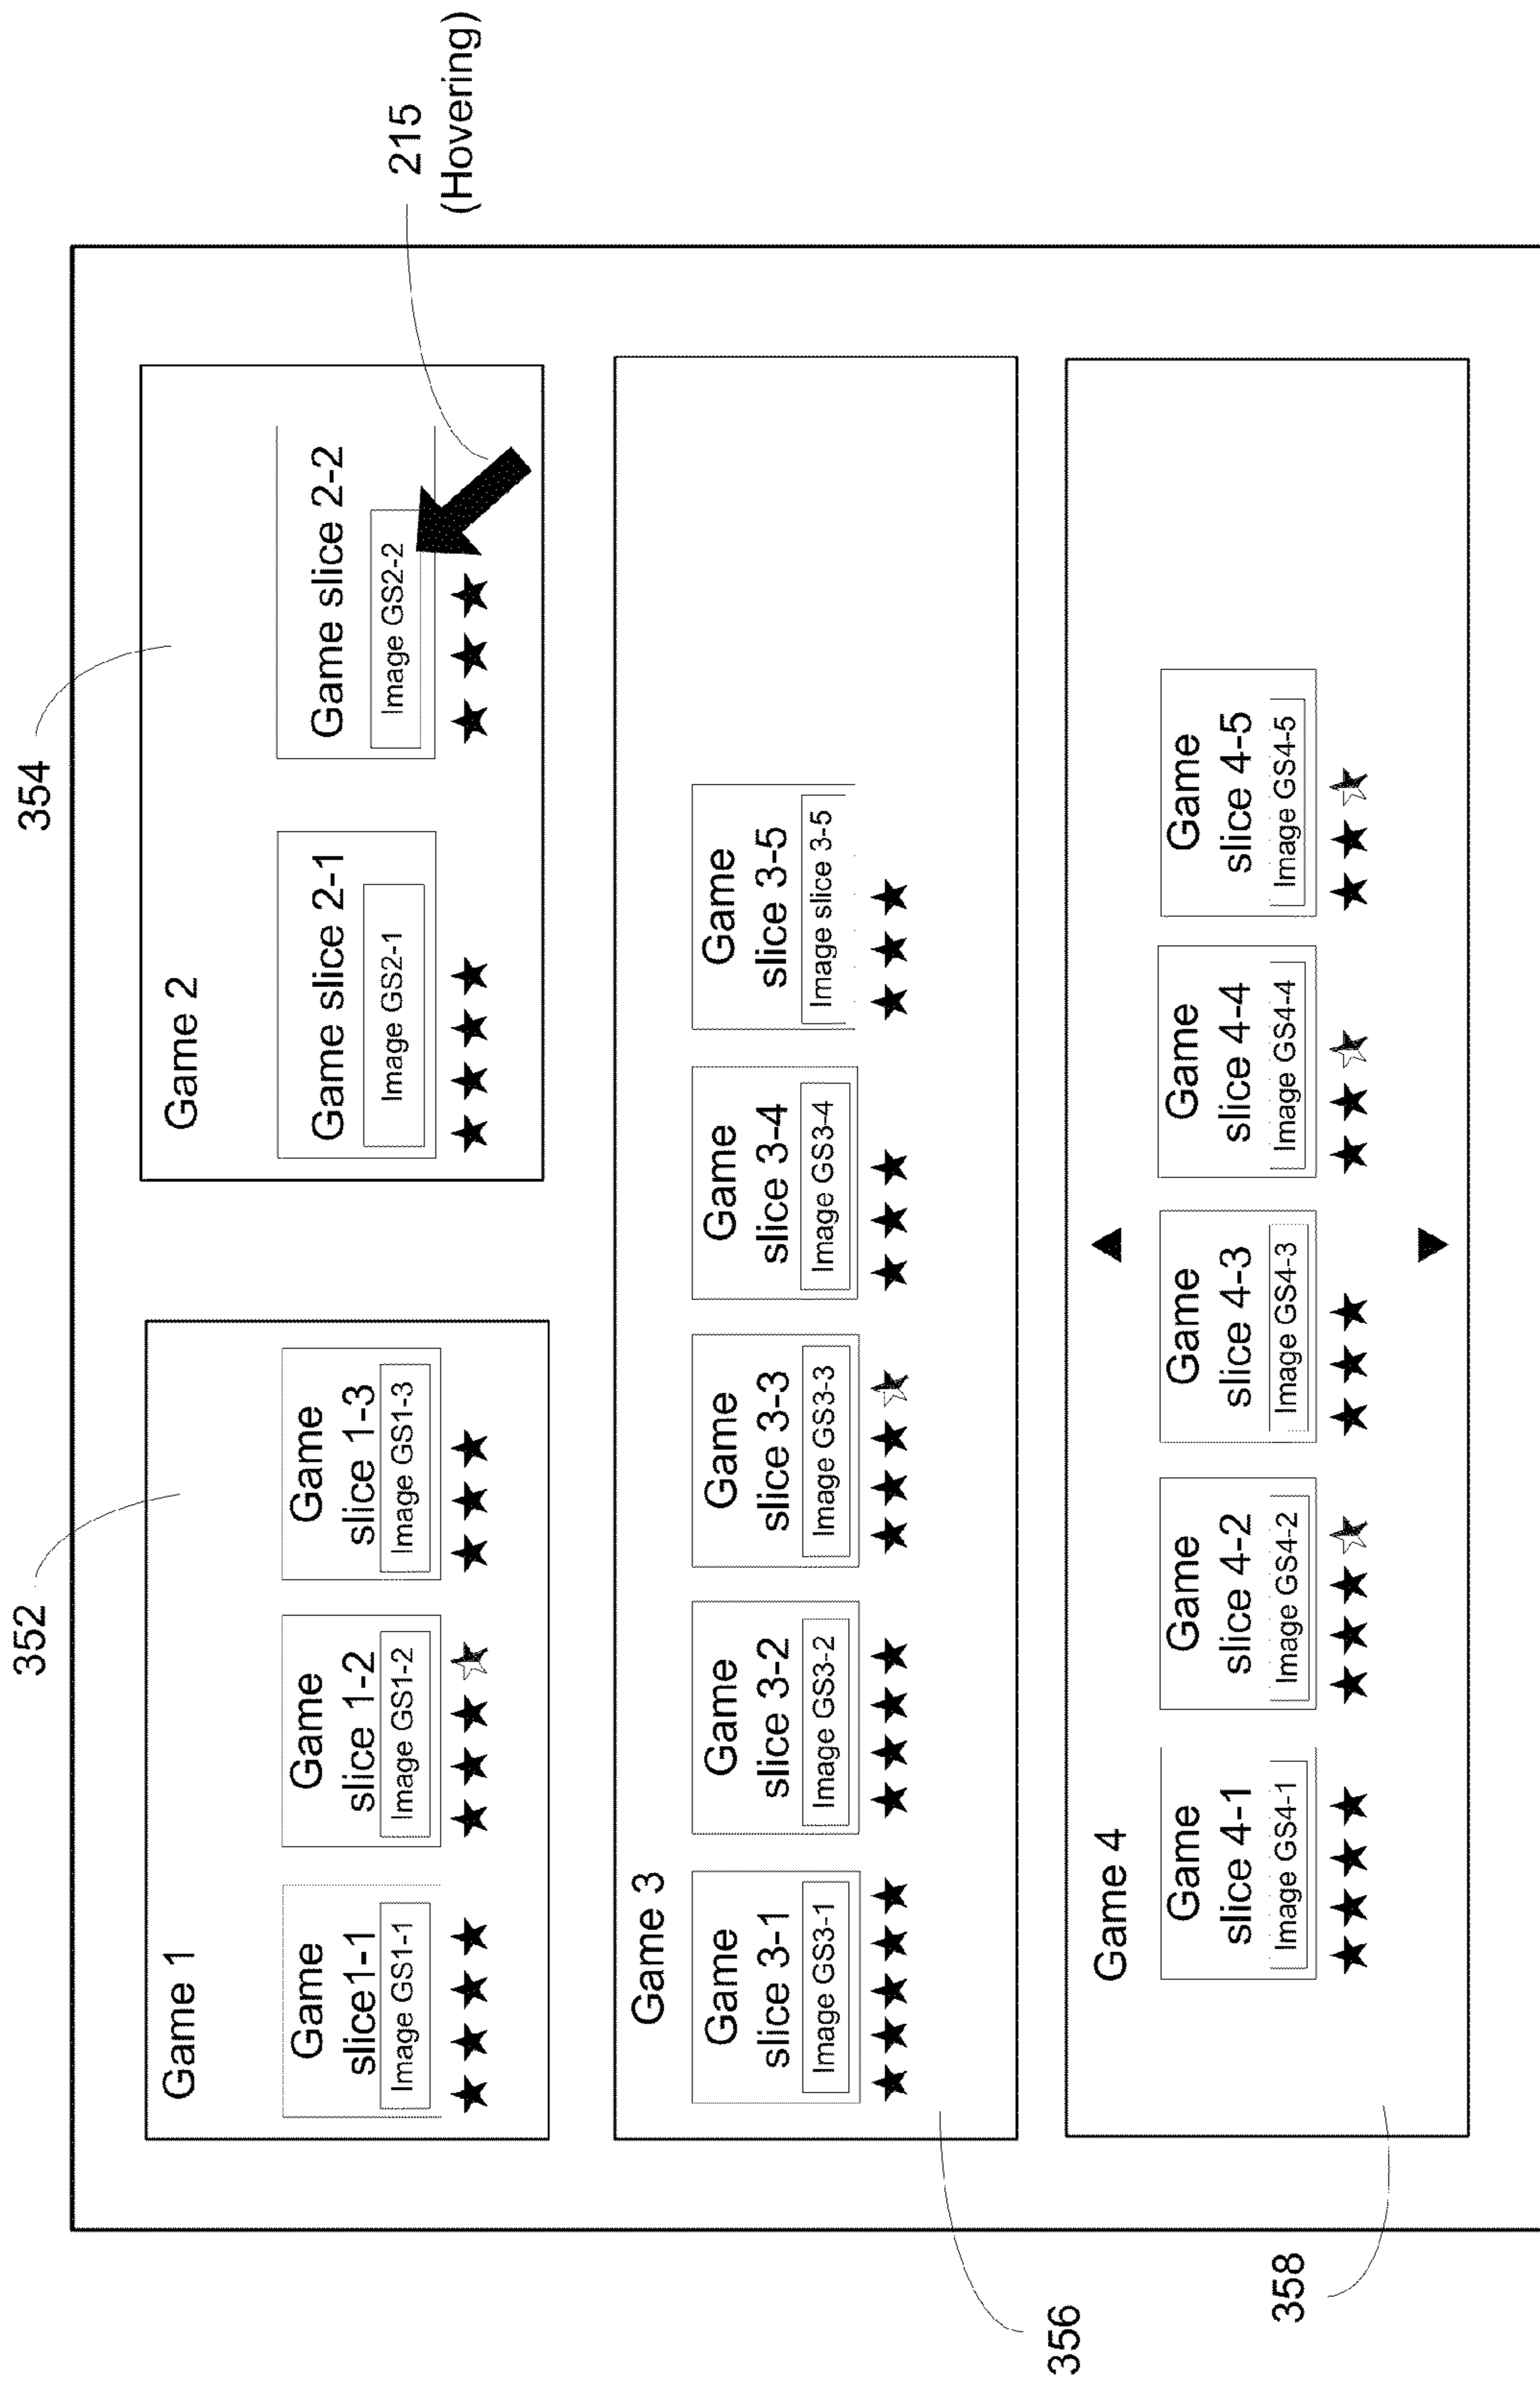 352
354
215
(Hovering)
Game 1
Game
slice1-1
Image GS1-1
Game
slice 1-2
Image GS1-2
Game
slice 1-3
Image GS1-3
Game 2
Game slice 2-1
Image GS2-1
Game slice 2-2
Image GS2-2
Game 3
Game
slice 3-1
Image GS3-1
Game
slice 3-2
Image GS3-2
Game
slice 3-3
Image GS3-3
Game
slice 3-4
Image GS3-4
Game
slice 3-5
Image slice 3-5
356
Game 4
Game
slice 4-1
Image GS4-1
Game
slice 4-2
Image GS4-2
Game
slice 4-3
Image GS4-3
Game
slice 4-4
Image GS4-4
Game
slice 4-5
Image GS4-5
358